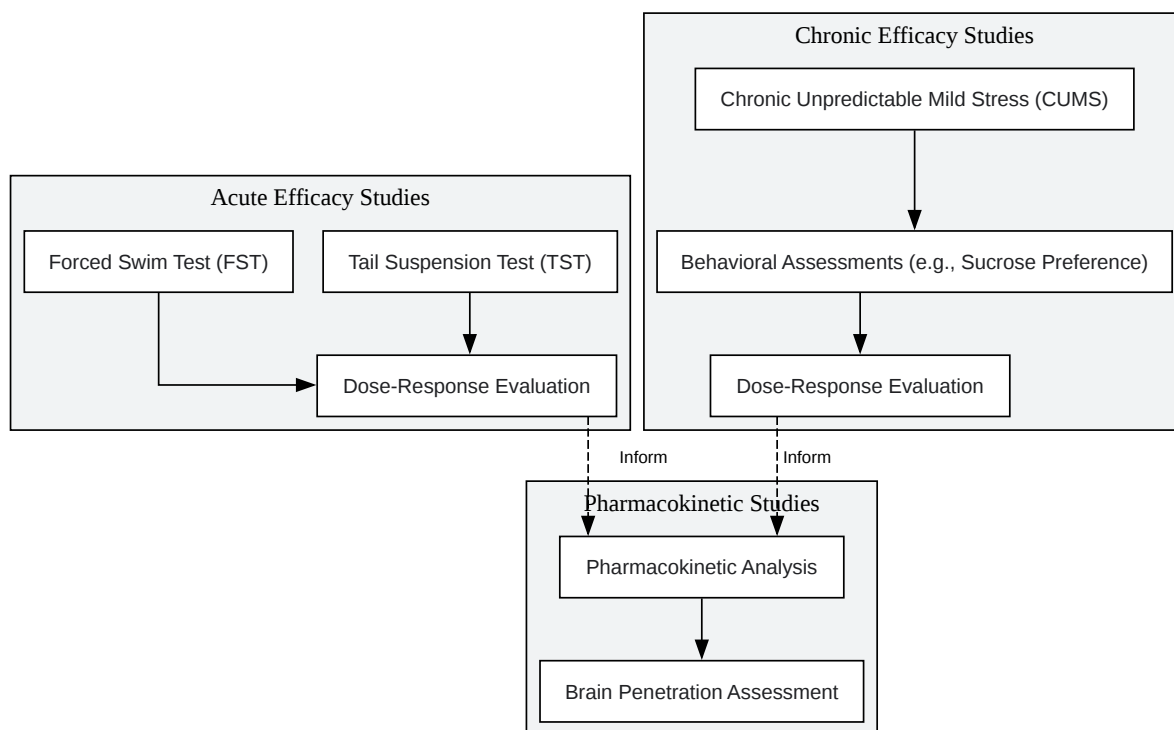 Chronic Efficacy Studies
Chronic Unpredictable Mild Stress (CUMS)
Acute Efficacy Studies
Forced Swim Test (FST)
Tail Suspension Test (TST)
Behavioral Assessments (e.g., Sucrose Preference)
Dose-Response Evaluation
Dose-Response Evaluation
Inform
Inform
Pharmacokinetic Studies
Pharmacokinetic Analysis
Brain Penetration Assessment